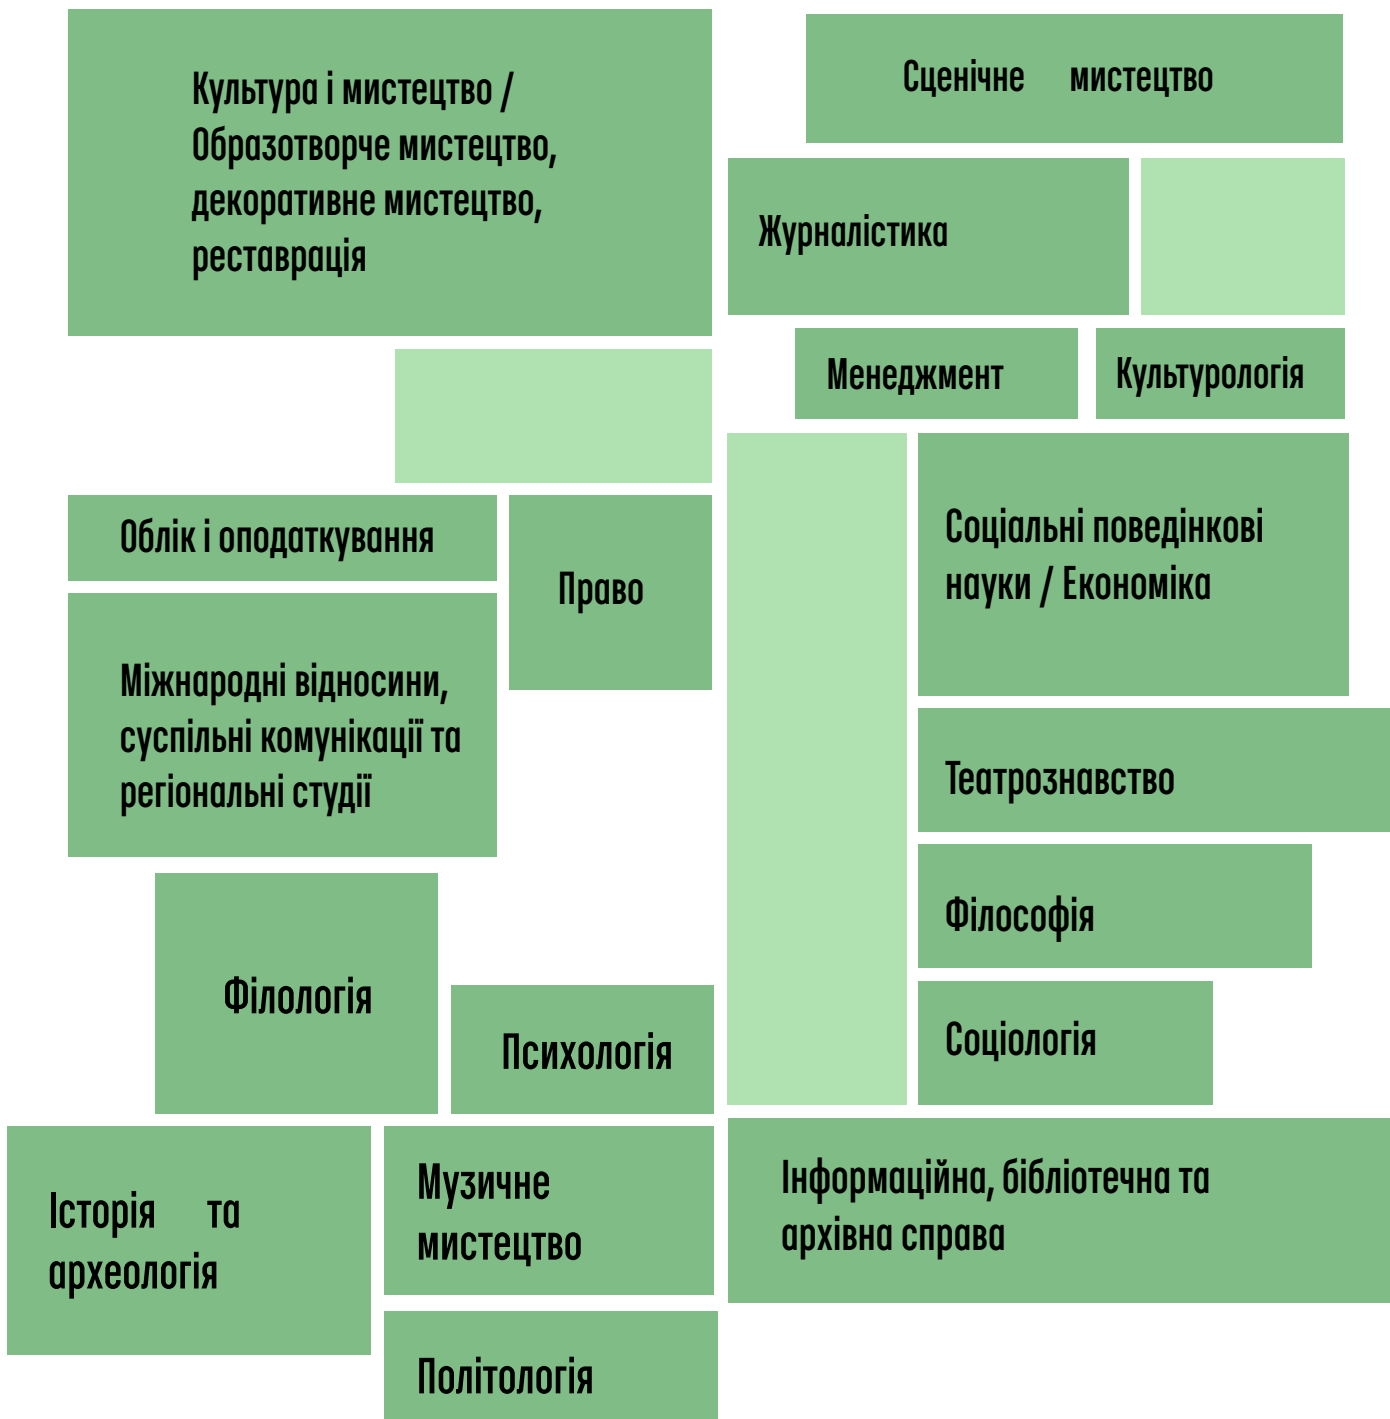 Культура і мистецтво /
Образотворче мистецтво,
декоративне мистецтво,
реставрація
Сценічне мистецтво
Журналістика
Менеджмент
Культурологія
Облік і оподаткування
Право
Соціальні поведінкові
науки / Економіка
Міжнародні відносини,
суспільні комунікації та
регіональні студії
Театрознавство
Філософія
Філологія
Психологія
Соціологія
Історія та
археологія
Музичне
мистецтво
Інформаційна, бібліотечна та
архівна справа
Політологія